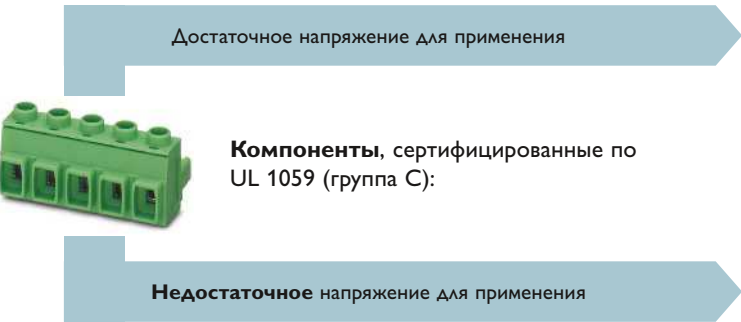 Достаточное напряжение для применения
Компоненты, сертифицированные по
UL 1059 (группа C):
Недостаточное напряжение для применения